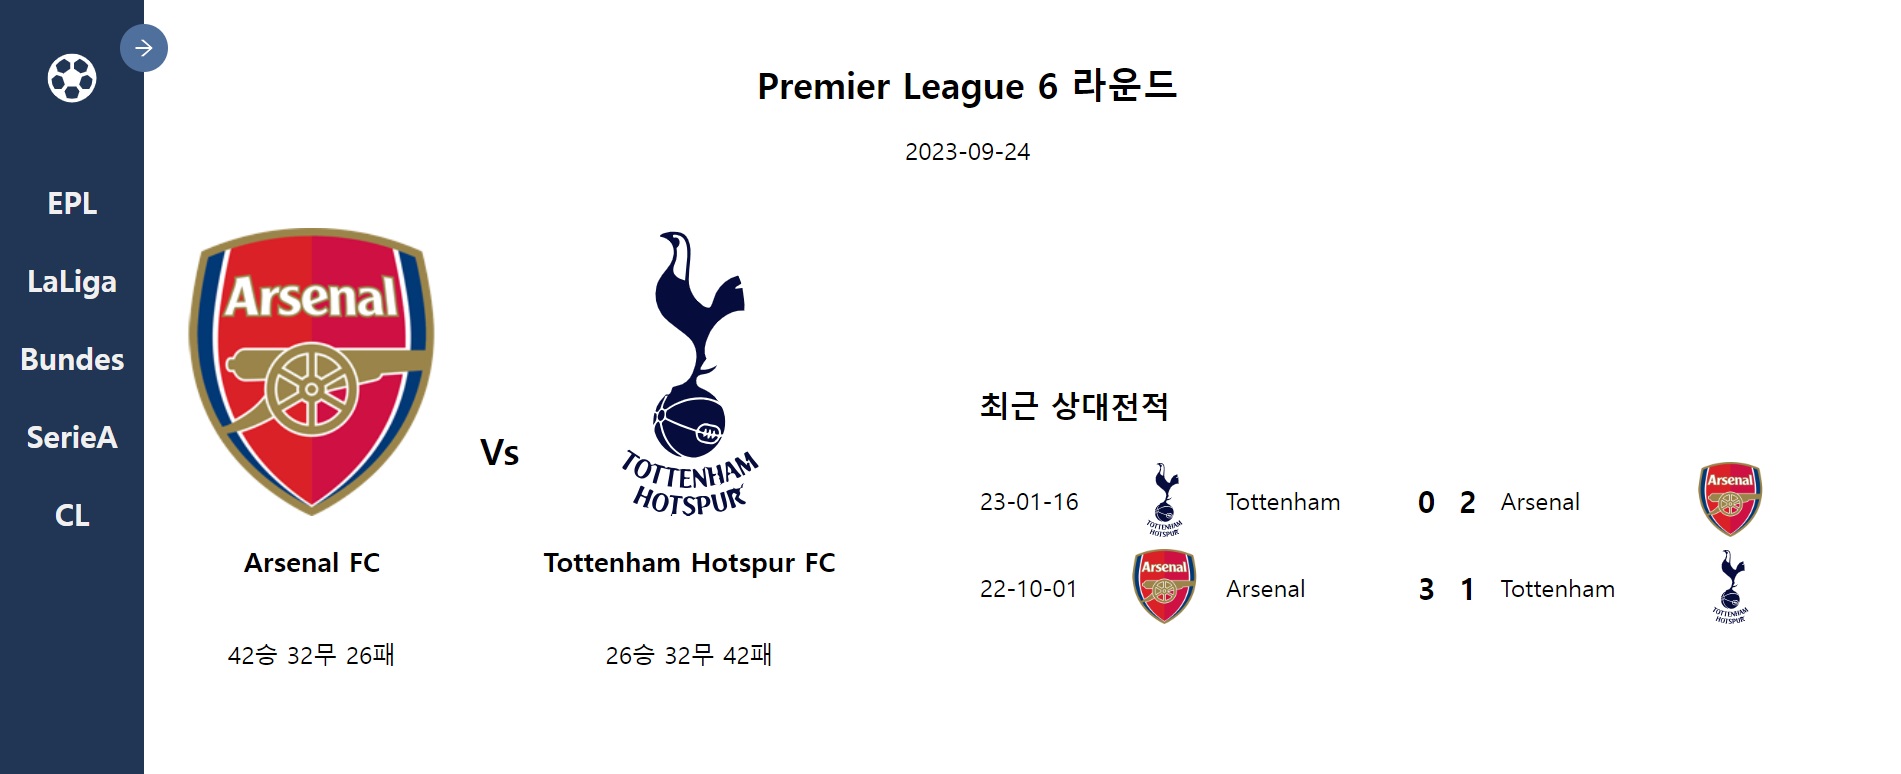 EPL
LaLiga
Bundes
SerieA
CL
Premier League 6 라운드
2023-09-24
Arsenal
TOTTENHAM
HOTSPUR
Vs
Arsenal FC
Tottenham Hotspur FC
42승 32무 26패
26승 32무 42패
최근 상대전적
23-01-16 TOTTENHAM HOTSPUR Tottenham 0 2 Arsenal Arsenal
22-10-01 Arsenal Arsenal 3 1 Tottenham TOTTENHAM HOTSPUR